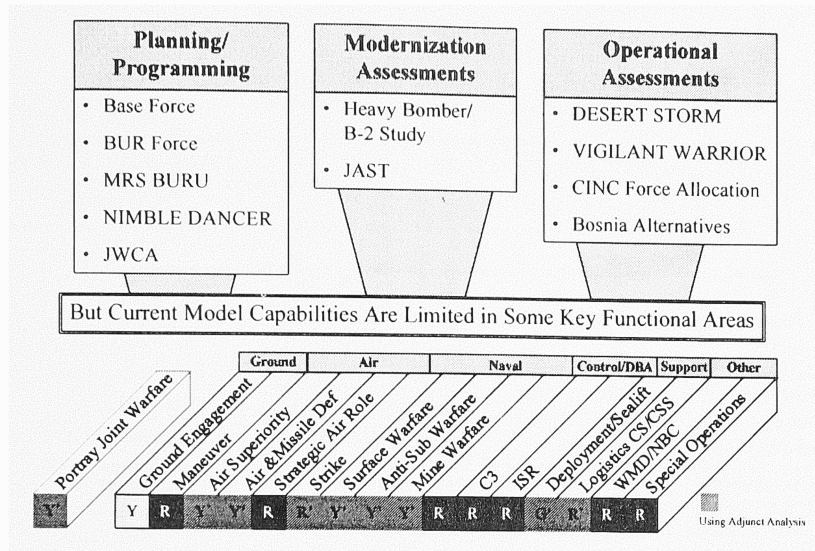 Planning/
Programming
• Base Force
• BUR Force
• MRS BURU
• NIMBLE DANCER
• JWCA
Modernization
Assessments
• Heavy Bomber/
B-2 Study
• JAST
Operational
Assessments
• DESERT STORM
• VIGILANT WARRIOR
• CINC Force Allocation
• Bosnia Alternatives
But Current Model Capabilities Are Limited in Some Key Functional Areas
Ground Air Naval Control/DBA Support Other
Portray Joint Warfare
Ground Engagement
Maneuver
Air Superiority
Air & Missile Def
Strategic Air Role
Strike
Surface Warfare
Anti-Sub Warfare
Mine Warfare
C3
ISR
Deployment/Sealift
Logistics CS/CSS
WMD/NBC
Special Operations
Y' Y R Y' Y' R R' Y' Y' Y' R R R G' R' R R
Using Adjunct Analysis